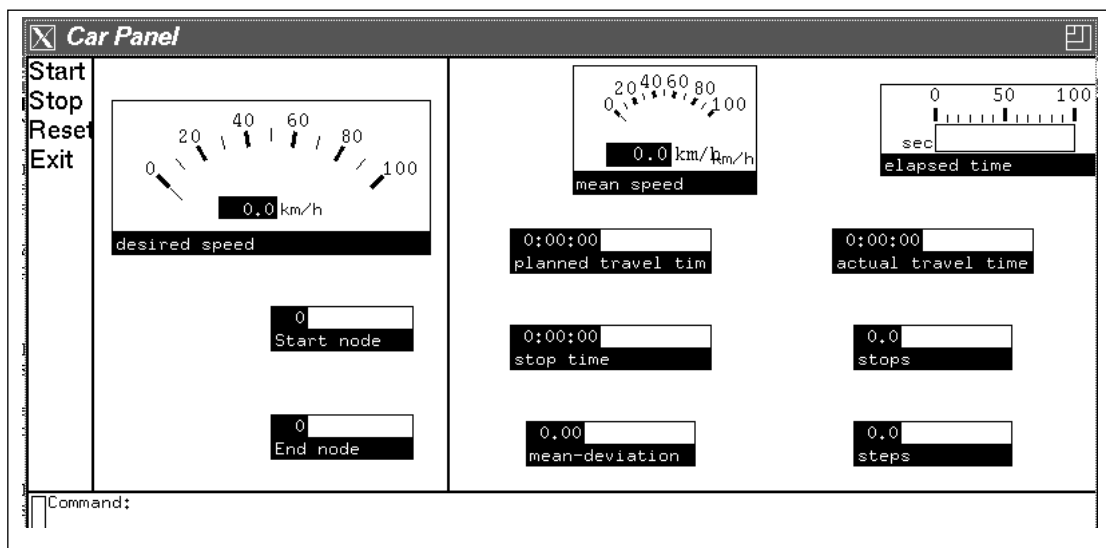 Car Panel
Start
Stop
Reset
Exit
0 20 40 60 80 100
0.0 km/h
desired speed
0
Start node
0
End node
0 20 40 60 80 100
0.0 km/h km/h
mean speed
0 50 100
sec
elapsed time
0:00:00
planned travel tim
0:00:00
actual travel time
0:00:00
stop time
0.0
stops
0.00
mean-deviation
0.0
steps
Command: